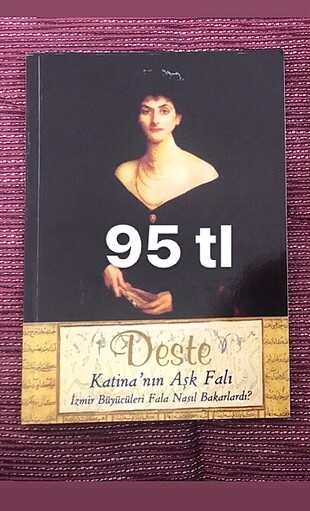 95 tl
Deste
Katina'nın Aşk Falı
İzmir Büyücüleri Fala Nasıl Bakarlardı?